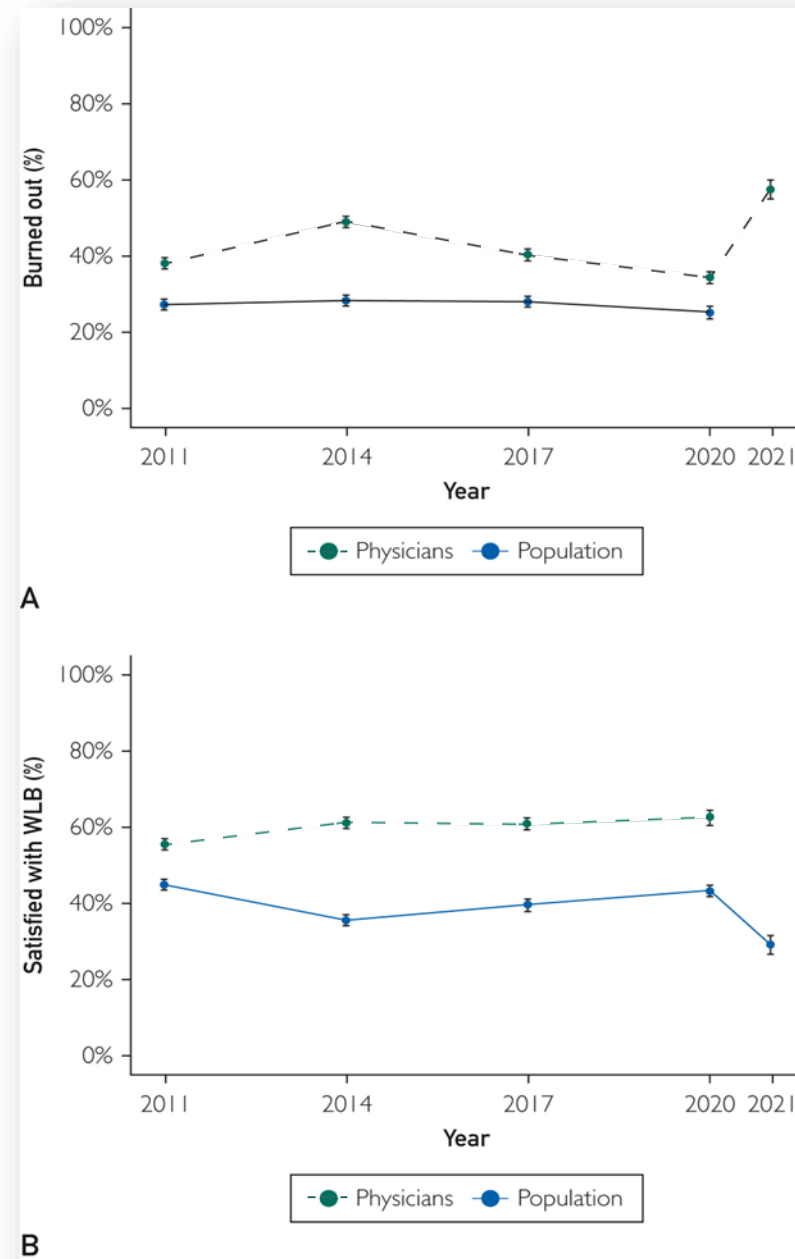 100%
80%
60%
40%
20%
0%
Burned out (%)
2011 2014 2017 2020 2021
Year
Physicians Population
A
100%
80%
60%
40%
20%
0%
Satisfied with WLB (%)
2011 2014 2017 2020 2021
Year
Physicians Population
B